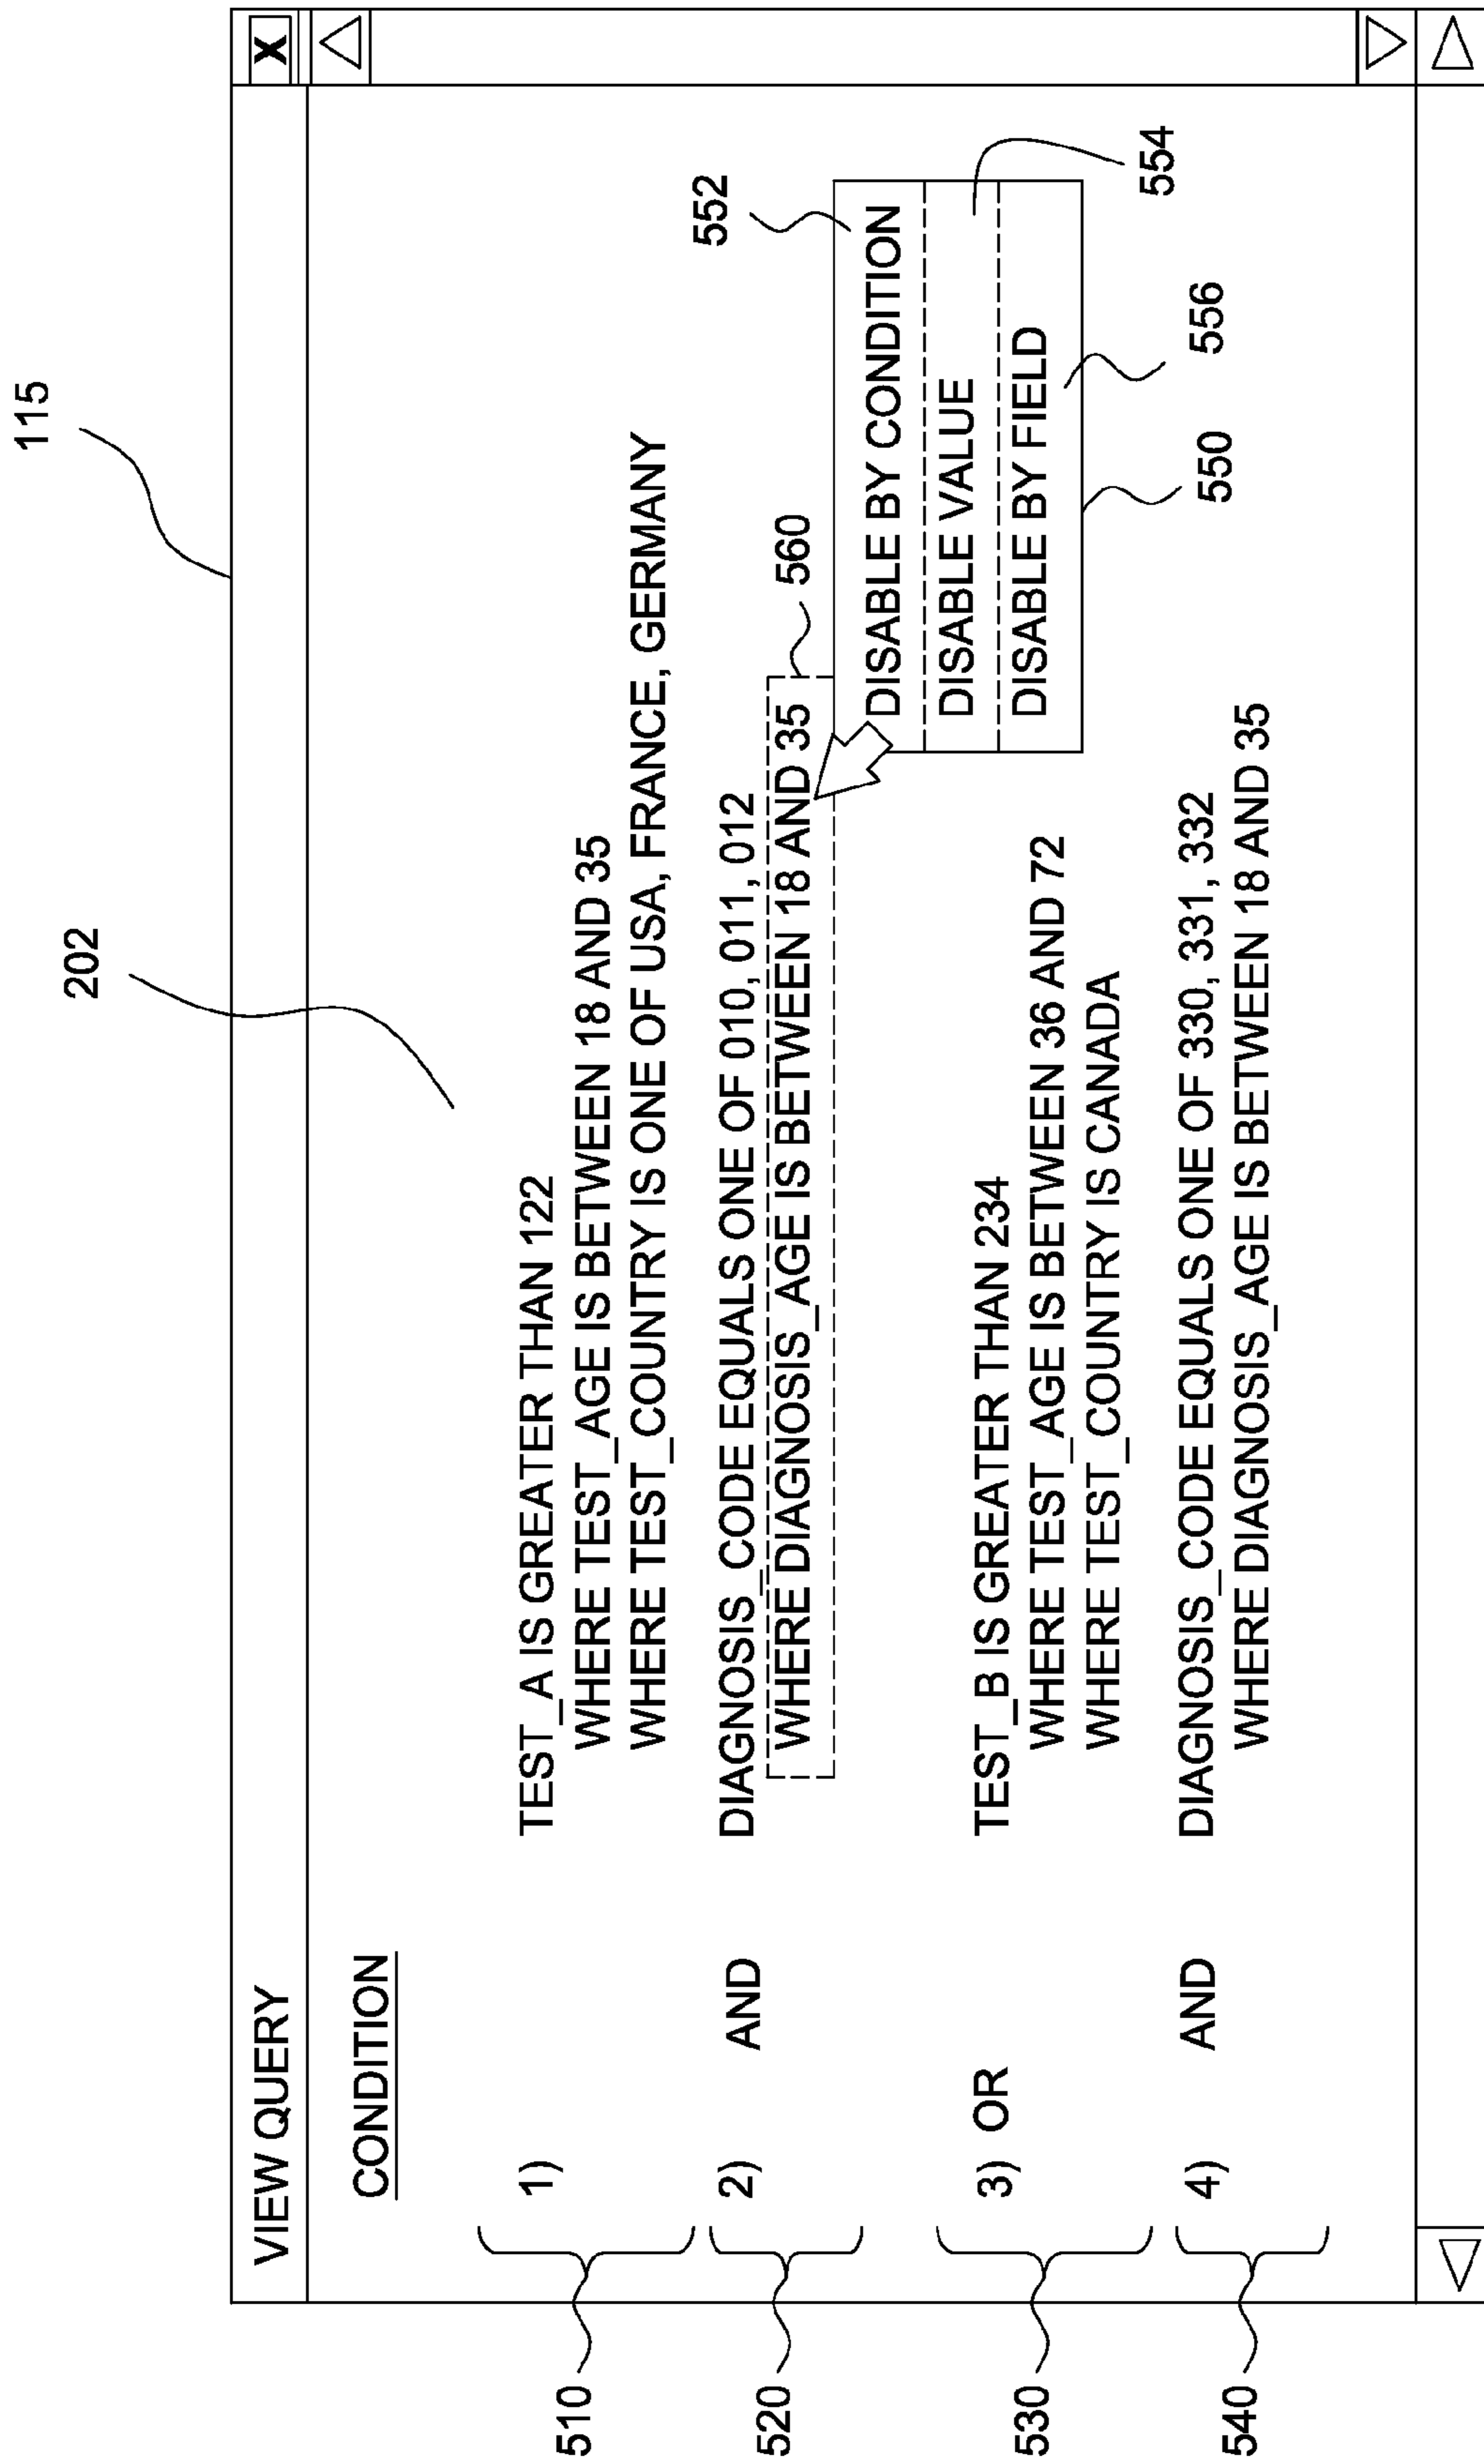 115
202
VIEW QUERY X
CONDITION
510
1) TEST_A IS GREATER THAN 122
WHERE TEST_AGE IS BETWEEN 18 AND 35
WHERE TEST_COUNTRY IS ONE OF USA, FRANCE, GERMANY
552
520
2) AND DIAGNOSIS_CODE EQUALS ONE OF 010, 011, 012
WHERE DIAGNOSIS_AGE IS BETWEEN 18 AND 35
560
DISABLE BY CONDITION
DISABLE VALUE
DISABLE BY FIELD
554
556
550
530
3) OR TEST_B IS GREATER THAN 234
WHERE TEST_AGE IS BETWEEN 36 AND 72
WHERE TEST_COUNTRY IS CANADA
540
4) AND DIAGNOSIS_CODE EQUALS ONE OF 330, 331, 332
WHERE DIAGNOSIS_AGE IS BETWEEN 18 AND 35